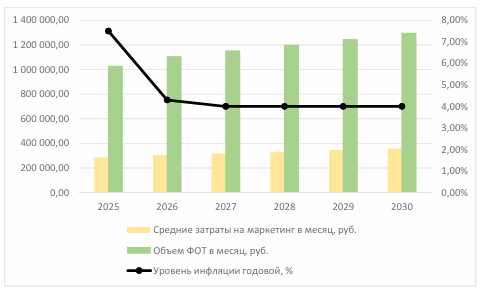 1 400 000,00 8,00%
1 200 000,00 7,00%
1 000 000,00 6,00%
800 000,00 5,00%
600 000,00 4,00%
400 000,00 3,00%
200 000,00 2,00%
0,00 1,00%
0,00%
2025 2026 2027 2028 2029 2030
Средние затраты на маркетинг в месяц, руб.
Объем ФОТ в месяц, руб.
Уровень инфляции годовой, %